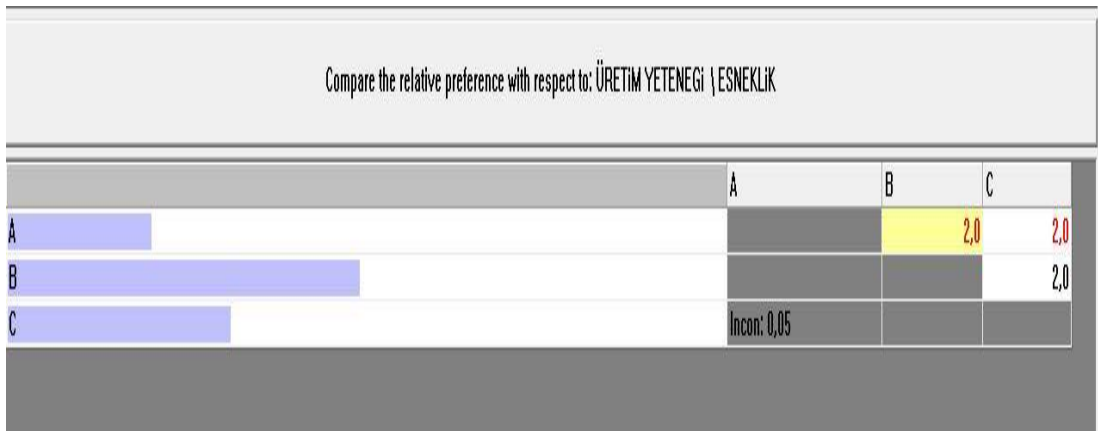 Compare the relative preference with respect to: ÜRETiM YETENEGi \ ESNEKLiK
A B C
A 2,0 2,0
B 2,0
C Incon: 0,05